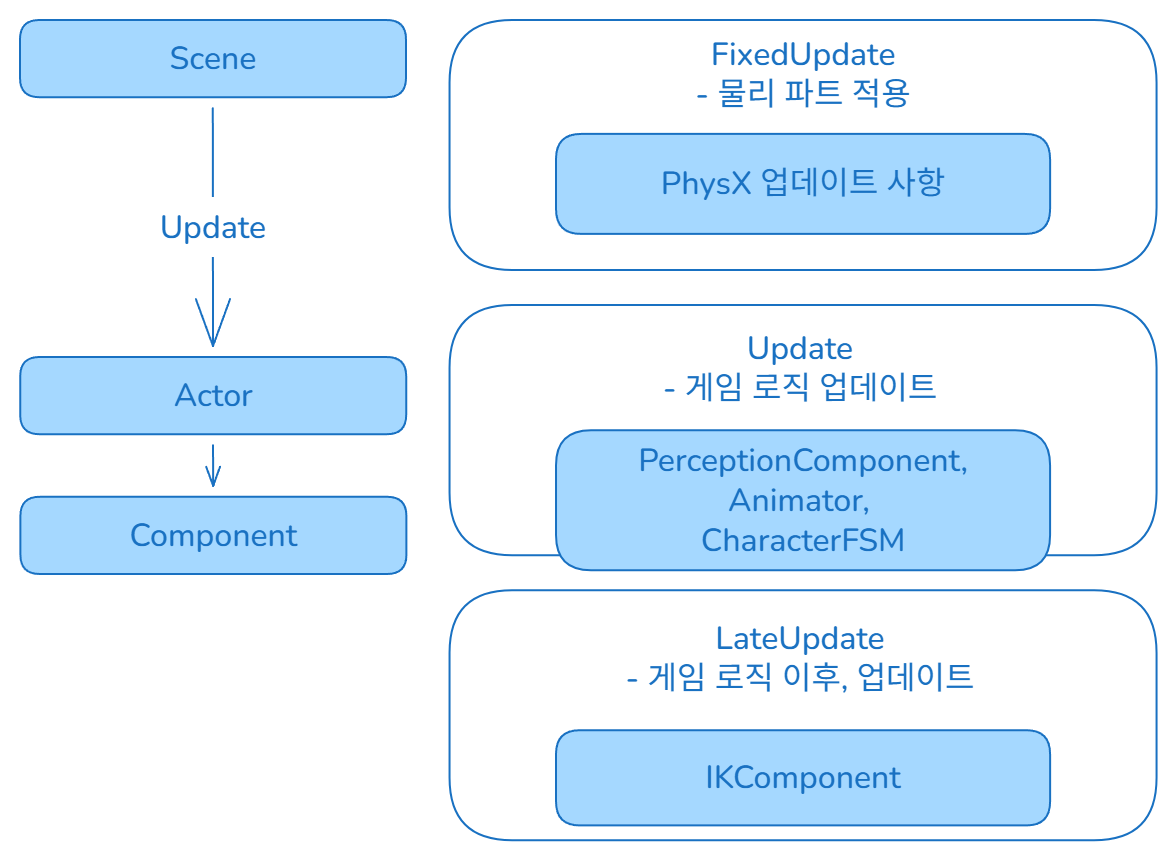 Scene
Update
Actor
Component
FixedUpdate
- 물리 파트 적용
PhysX 업데이트 사항
Update
- 게임 로직 업데이트
PerceptionComponent,
Animator,
CharacterFSM
LateUpdate
- 게임 로직 이후, 업데이트
IKComponent